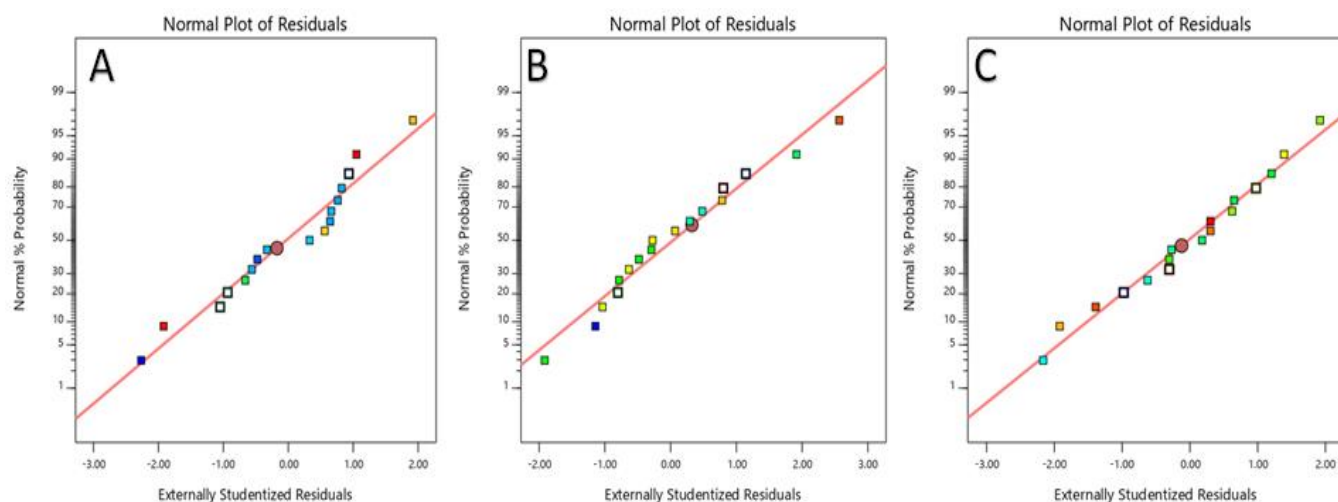 Normal Plot of Residuals
A
Normal % Probability
99
95
90
80
70
50
30
20
10
5
1
-3.00 -2.00 -1.00 0.00 1.00 2.00
Externally Studentized Residuals
Normal Plot of Residuals
B
Normal % Probability
99
95
90
80
70
50
30
20
10
5
1
-2.00 -1.00 0.00 1.00 2.00 3.00
Externally Studentized Residuals
Normal Plot of Residuals
C
Normal % Probability
99
95
90
80
70
50
30
20
10
5
1
-3.00 -2.00 -1.00 0.00 1.00 2.00
Externally Studentized Residuals